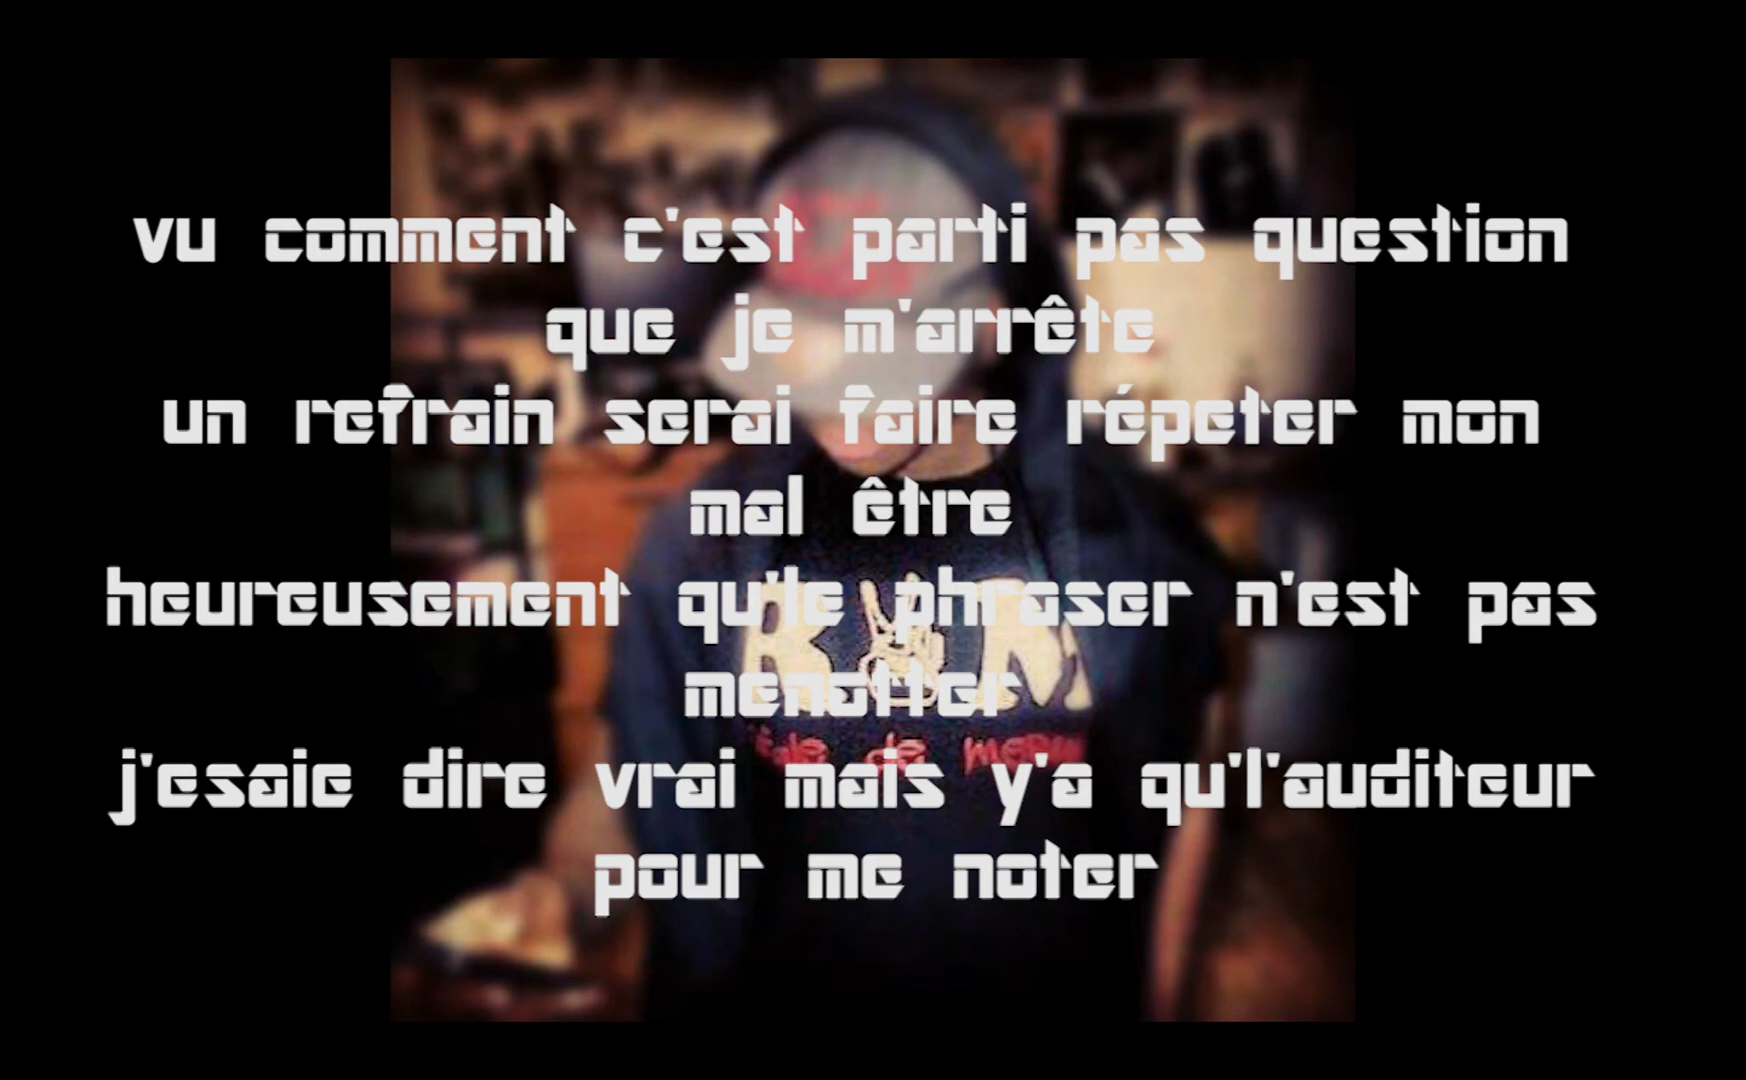 vu comment c'est parti pas question
que je m'arrête
un refrain serai faire répeter mon
mal être
heureusement qu'le phraser n'est pas
menotter
j'esaie dire vrai mais y'a qu'l'auditeur
pour me noter